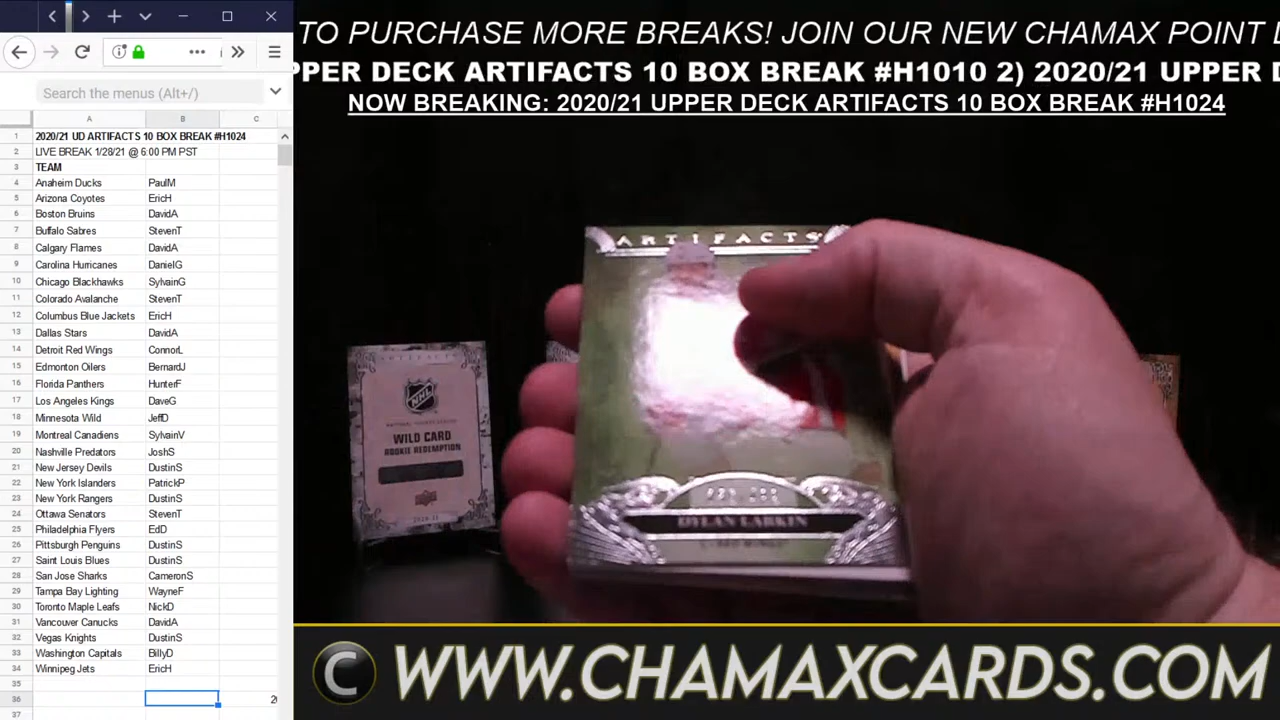 TO PURCHASE MORE BREAKS! JOIN OUR NEW CHAMAX POINT
PPER DECK ARTIFACTS 10 BOX BREAK #H1010 2) 2020/21 UPPER
NOW BREAKING: 2020/21 UPPER DECK ARTIFACTS 10 BOX BREAK #H1024
Search the menus (Alt+/)
A B C
1 2020/21 UD ARTIFACTS 10 BOX BREAK #H1024
2 LIVE BREAK 1/28/21 @ 6:00 PM PST
3 TEAM
4 Anaheim Ducks PaulM
5 Arizona Coyotes EricH
6 Boston Bruins DavidA
7 Buffalo Sabres StevenT
8 Calgary Flames DavidA
9 Carolina Hurricanes DanielG
10 Chicago Blackhawks SylvainG
11 Colorado Avalanche StevenT
12 Columbus Blue Jackets EricH
13 Dallas Stars DavidA
14 Detroit Red Wings ConnorL
15 Edmonton Oilers BernardJ
16 Florida Panthers HunterF
17 Los Angeles Kings DaveG
18 Minnesota Wild JeffD
19 Montreal Canadiens SylvainV
20 Nashville Predators JoshS
21 New Jersey Devils DustinS
22 New York Islanders PatrickP
23 New York Rangers DustinS
24 Ottawa Senators StevenT
25 Philadelphia Flyers EdD
26 Pittsburgh Penguins DustinS
27 Saint Louis Blues DustinS
28 San Jose Sharks CameronS
29 Tampa Bay Lighting WayneF
30 Toronto Maple Leafs NickD
31 Vancouver Canucks DavidA
32 Vegas Knights DustinS
33 Washington Capitals BillyD
34 Winnipeg Jets EricH
35
36
37
ARTIFACTS
DYLAN LARKIN
ARTIFACTS
NHL
WILD CARD
ROOKIE REDEMPTION
C WWW.CHAMAXCARDS.COM